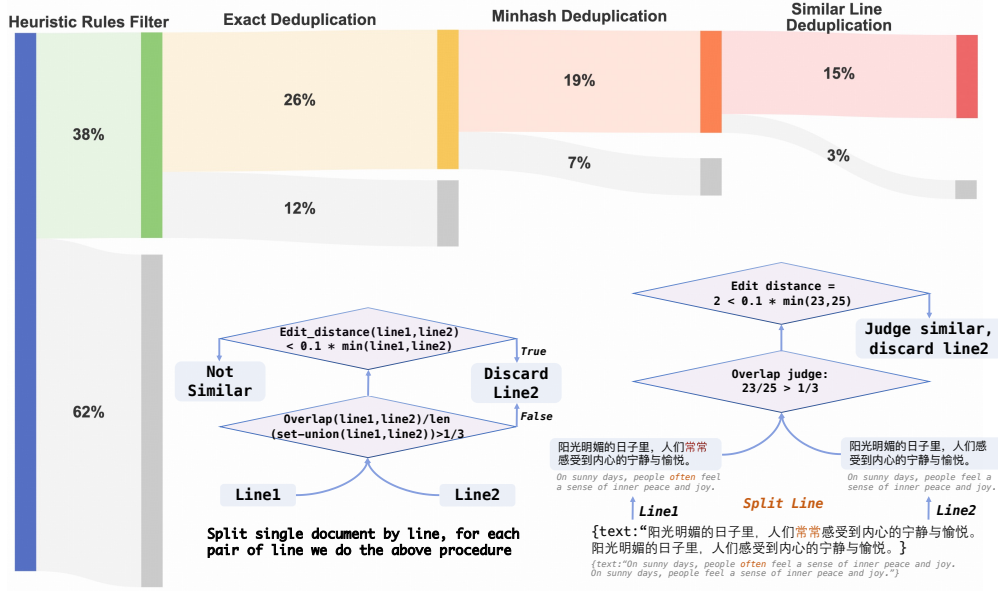 Heuristic Rules Filter
Exact Deduplication
Minhash Deduplication
Similar Line
Deduplication
38%
26%
19%
15%
62%
12%
7%
3%
Edit_distance(line1,line2)
< 0.1 * min(line1,line2)
True
Not
Similar
Discard
Line2
False
Overlap(line1,line2)/len
(set-union(line1,line2))>1/3
Line1
Line2
Split single document by line, for each
pair of line we do the above procedure
Edit distance =
2 < 0.1 * min(23,25)
Judge similar,
discard line2
Overlap judge:
23/25 > 1/3
阳光明媚的日子里，人们常常
感受到内心的宁静与愉悦。
On sunny days, people often feel
a sense of inner peace and joy.
阳光明媚的日子里，人们感
受到内心的宁静与愉悦。
On sunny days, people feel a
sense of inner peace and joy.
Line1
Split Line
Line2
{text:“阳光明媚的日子里，人们常常感受到内心的宁静与愉悦。
阳光明媚的日子里，人们感受到内心的宁静与愉悦。}
{text:“On sunny days, people often feel a sense of inner peace and joy.
On sunny days, people feel a sense of inner peace and joy.”}